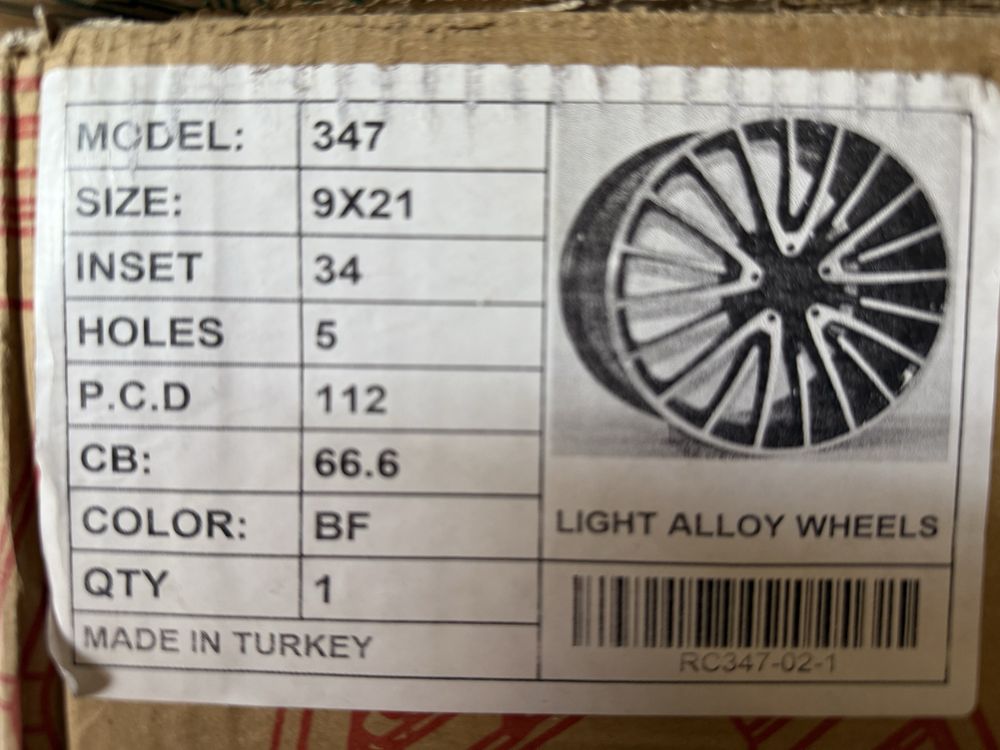 MODEL: 347
SIZE: 9X21
INSET 34
HOLES 5
P.C.D 112
CB: 66.6
COLOR: BF
QTY 1
MADE IN TURKEY
LIGHT ALLOY WHEELS
RC347-02-1